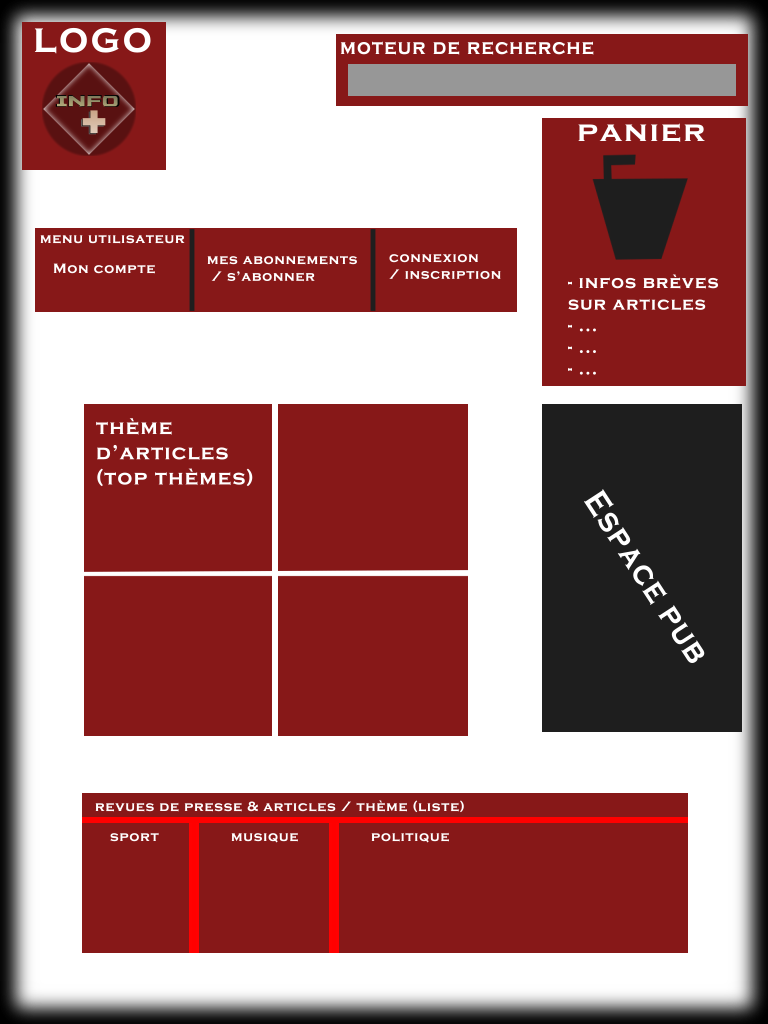 LOGO
INFO
MOTEUR DE RECHERCHE
PANIER
- INFOS BRÈVES
SUR ARTICLES
- ...
- ...
- ...
MENU UTILISATEUR
MON COMPTE
MES ABONNEMENTS
/ S'ABONNER
CONNEXION
/ INSCRIPTION
THÈME
D'ARTICLES
(TOP THÈMES)
ESPACE PUB
REVUES DE PRESSE & ARTICLES / THÈME (LISTE)
SPORT
MUSIQUE
POLITIQUE